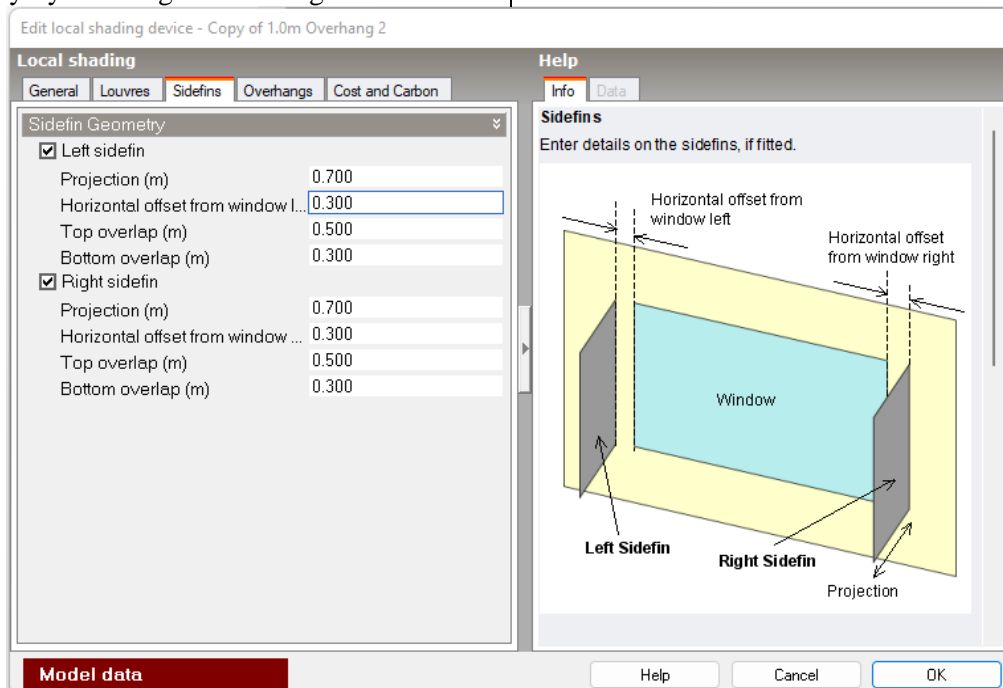 Edit local shading device - Copy of 1.0m Overhang 2
Local shading
General Louvres Sidefins Overhangs Cost and Carbon
Sidefin Geometry
Left sidefin
Projection (m) 0.700
Horizontal offset from window l... 0.300
Top overlap (m) 0.500
Bottom overlap (m) 0.300
Right sidefin
Projection (m) 0.700
Horizontal offset from window ... 0.300
Top overlap (m) 0.500
Bottom overlap (m) 0.300
Model data
Help
Info Data
Sidefins
Enter details on the sidefins, if fitted.
Horizontal offset from
window left
Horizontal offset
from window right
Window
Left Sidefin
Right Sidefin
Projection
Help Cancel OK